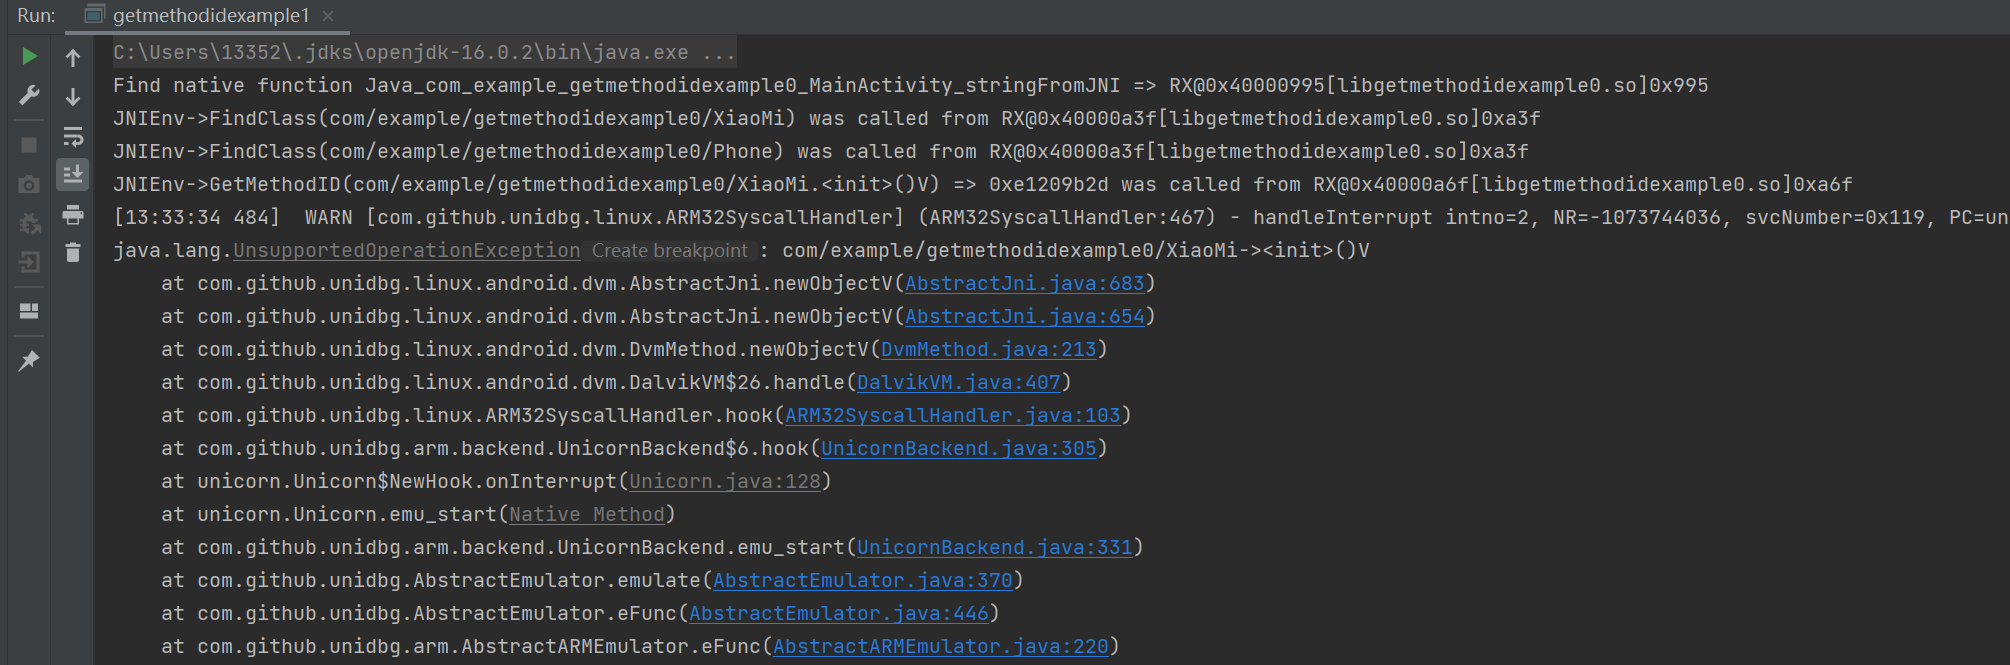 Run: getmethodidexample1
C:\Users\13352\.jdks\openjdk-16.0.2\bin\java.exe ...
Find native function Java_com_example_getmethodidexample0_MainActivity_stringFromJNI => RX@0x40000995[libgetmethodidexample0.so]0x995
JNIEnv->FindClass(com/example/getmethodidexample0/XiaoMi) was called from RX@0x40000a3f[libgetmethodidexample0.so]0xa3f
JNIEnv->FindClass(com/example/getmethodidexample0/Phone) was called from RX@0x40000a3f[libgetmethodidexample0.so]0xa3f
JNIEnv->GetMethodID(com/example/getmethodidexample0/XiaoMi.<init>()V) => 0xe1209b2d was called from RX@0x40000a6f[libgetmethodidexample0.so]0xa6f
[13:33:34 484]  WARN [com.github.unidbg.linux.ARM32SyscallHandler] (ARM32SyscallHandler:467) - handleInterrupt intno=2, NR=-1073744036, svcNumber=0x119, PC=un
java.lang.UnsupportedOperationException Create breakpoint : com/example/getmethodidexample0/XiaoMi-><init>()V
    at com.github.unidbg.linux.android.dvm.AbstractJni.newObjectV(AbstractJni.java:683)
    at com.github.unidbg.linux.android.dvm.AbstractJni.newObjectV(AbstractJni.java:654)
    at com.github.unidbg.linux.android.dvm.DvmMethod.newObjectV(DvmMethod.java:213)
    at com.github.unidbg.linux.android.dvm.DalvikVM$26.handle(DalvikVM.java:407)
    at com.github.unidbg.linux.ARM32SyscallHandler.hook(ARM32SyscallHandler.java:103)
    at com.github.unidbg.arm.backend.UnicornBackend$6.hook(UnicornBackend.java:305)
    at unicorn.Unicorn$NewHook.onInterrupt(Unicorn.java:128)
    at unicorn.Unicorn.emu_start(Native Method)
    at com.github.unidbg.arm.backend.UnicornBackend.emu_start(UnicornBackend.java:331)
    at com.github.unidbg.AbstractEmulator.emulate(AbstractEmulator.java:370)
    at com.github.unidbg.AbstractEmulator.eFunc(AbstractEmulator.java:446)
    at com.github.unidbg.arm.AbstractARMEmulator.eFunc(AbstractARMEmulator.java:220)